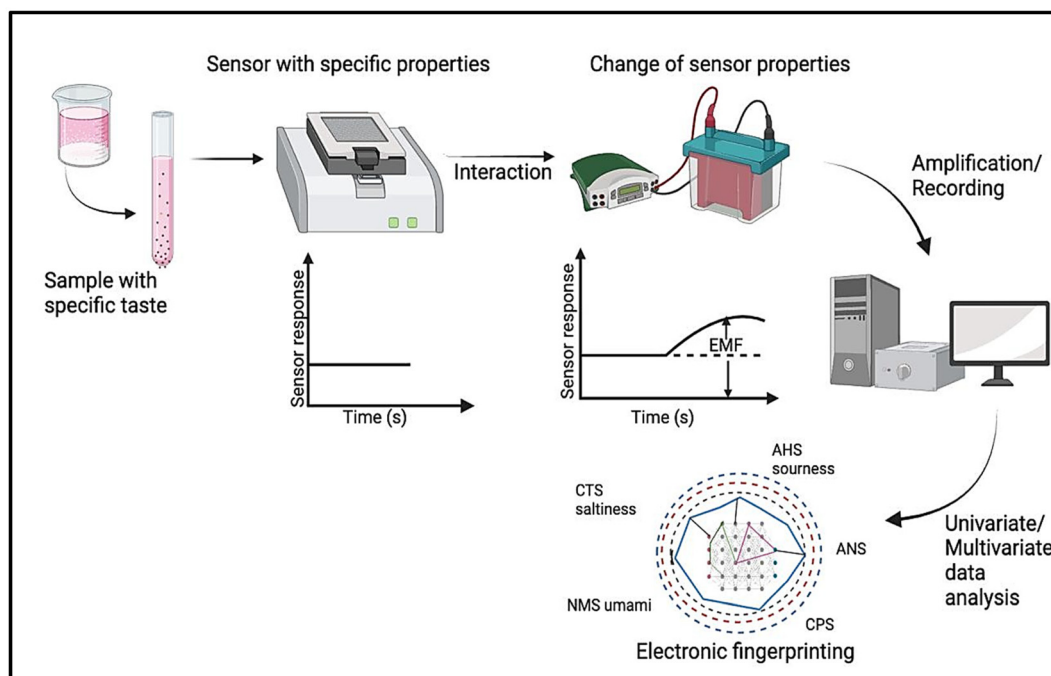 Sensor with specific properties
Change of sensor properties
Interaction
Amplification/
Recording
Sample with
specific taste
Sensor response
Time (s)
Sensor response
EMF
Time (s)
AHS
sourness
CTS
saltiness
ANS
NMS umami
CPS
Electronic fingerprinting
Univariate/
Multivariate
data
analysis